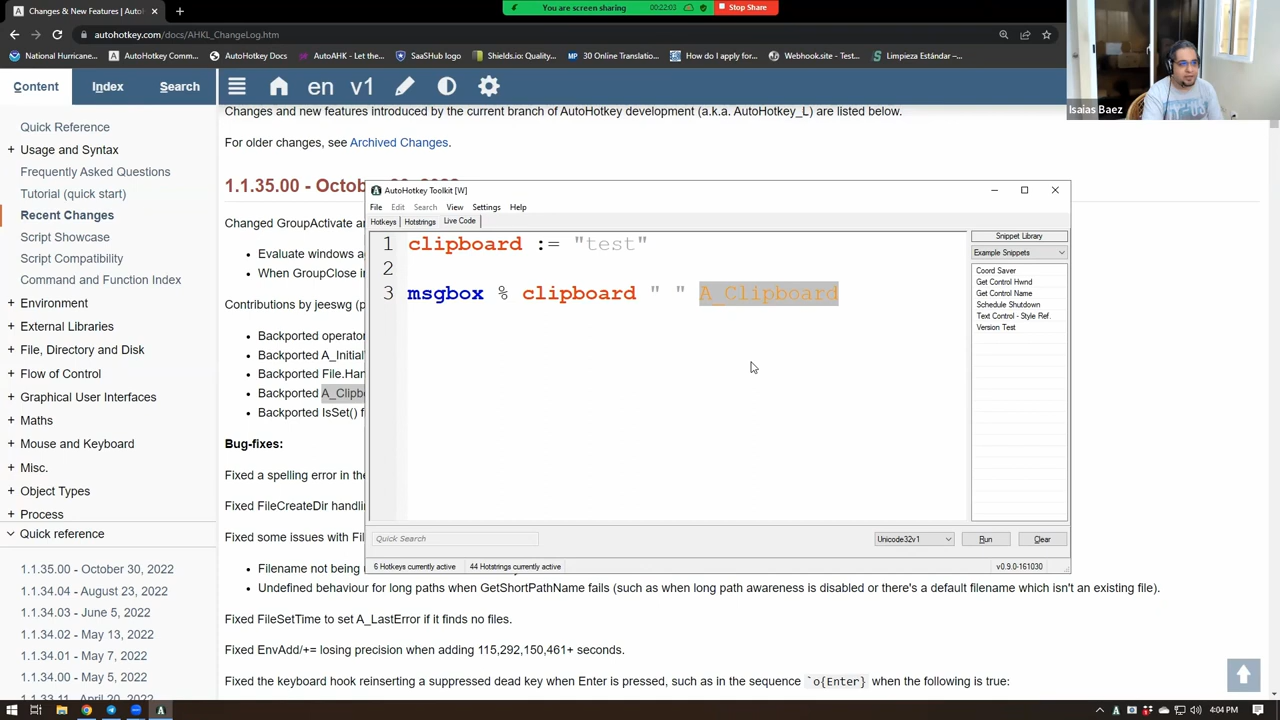 Changes & New Features | Auto
You are screen sharing
00:22:03
Stop Share
autohotkey.com/docs/AHKL_ChangeLog.htm
National Hurricane...
AutoHotkey Comm...
AutoAHK - Let the...
SaaSHub logo
Shields.io: Quality...
30 Online Translation...
How do I apply for...
Webhook.site - Test...
Limpieza Estándar –...
Isaias Baez
Content
Index
Search
en
v1
Quick Reference
Usage and Syntax
Frequently Asked Questions
Tutorial (quick start)
Recent Changes
Script Showcase
Script Compatibility
Command and Function Index
Environment
External Libraries
File, Directory and Disk
Flow of Control
Graphical User Interfaces
Maths
Mouse and Keyboard
Misc.
Object Types
Process
Quick reference
1.1.35.00 - October 30, 2022
1.1.34.04 - August 23, 2022
1.1.34.03 - June 5, 2022
1.1.34.02 - May 13, 2022
1.1.34.01 - May 7, 2022
1.1.34.00 - May 5, 2022
1.1.33.11 - April 20, 2022
Changes and new features introduced by the current branch of AutoHotkey development (a.k.a. AutoHotkey_L) are listed below.
For older changes, see Archived Changes.
1.1.35.00 - Octo
Changed GroupActivate a
Evaluate windows a
When GroupClose i
Contributions by jeeswg (p
Backported operato
Backported A_Initial
Backported File.Han
Backported A_Clipb
Backported IsSet() f
Bug-fixes:
Fixed a spelling error in the
Fixed FileCreateDir handlin
Fixed some issues with Fil
Filename not being
Undefined behaviour for long paths when GetShortPathName fails (such as when long path awareness is disabled or there's a default filename which isn't an existing file).
Fixed FileSetTime to set A_LastError if it finds no files.
Fixed EnvAdd/+= losing precision when adding 115,292,150,461+ seconds.
Fixed the keyboard hook reinserting a suppressed dead key when Enter is pressed, such as in the sequence `o{Enter} when the following is true:
AutoHotkey Toolkit [W]
File Edit Search View Settings Help
Hotkeys Hotstrings Live Code
1 clipboard := "test"
2
3 msgbox % clipboard " " A_Clipboard
Snippet Library
Example Snippets
Coord Saver
Get Control Hwnd
Get Control Name
Schedule Shutdown
Text Control - Style Ref.
Version Test
Quick Search
Unicode32v1
Run
Clear
6 Hotkeys currently active
44 Hotstrings currently active
v0.9.0-161030
4:04 PM